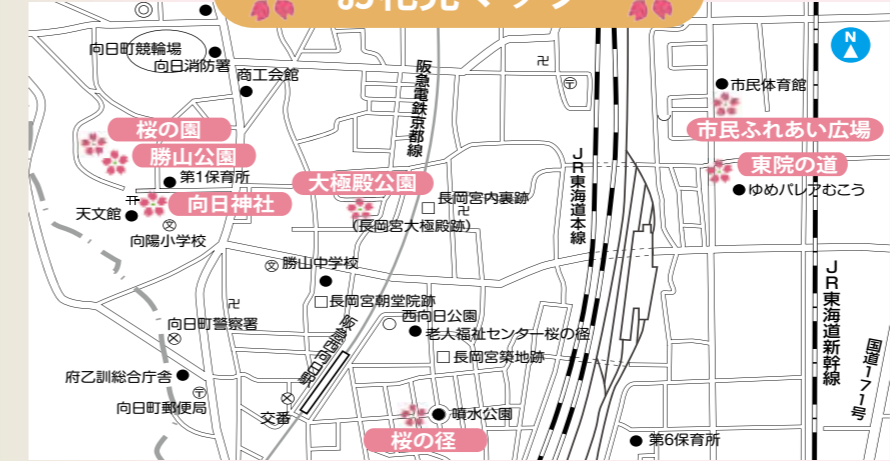 お花見マップ
N
向日町競輪場
向日消防署
商工会館
阪急電鉄京都線
市民体育館
市民ふれあい広場
桜の園
勝山公園
第1保育所
東院の道
ゆめパレアむこう
大極殿公園
(長岡宮大極殿跡)
長岡宮内裏跡
JR東海道本線
天文館
向日神社
向陽小学校
勝山中学校
長岡宮朝堂院跡
JR東海道新幹線
国道171号
向日町警察署
阪急西向日駅
西向日公園
老人福祉センター桜の径
長岡宮築地跡
府乙訓総合庁舎
向日町郵便局
交番
噴水公園
桜の径
第6保育所